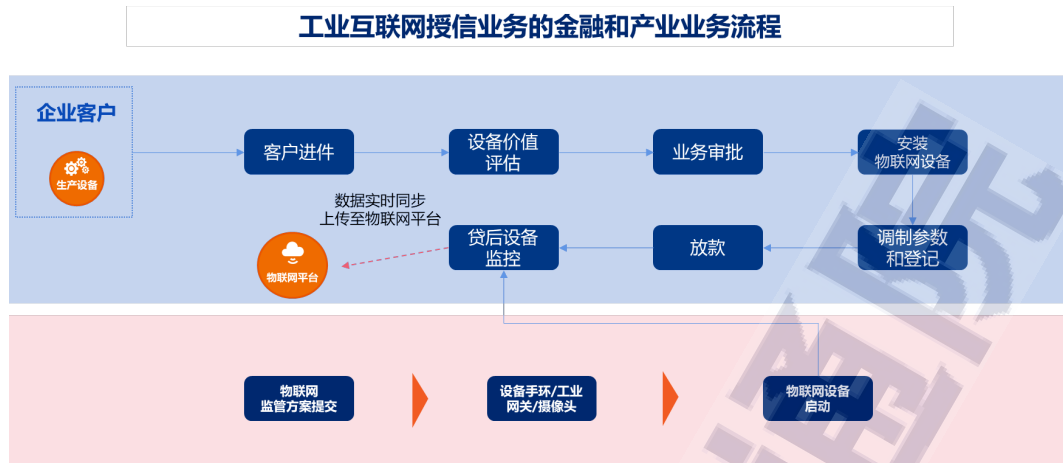 工业互联网授信业务的金融和产业业务流程
企业客户
生产设备
客户进件
设备价值
评估
业务审批
安装
物联网设备
数据实时同步
上传至物联网平台
物联网平台
贷后设备
监控
放款
调制参数
和登记
物联网
监管方案提交
设备手环/工业
网关/摄像头
物联网设备
启动